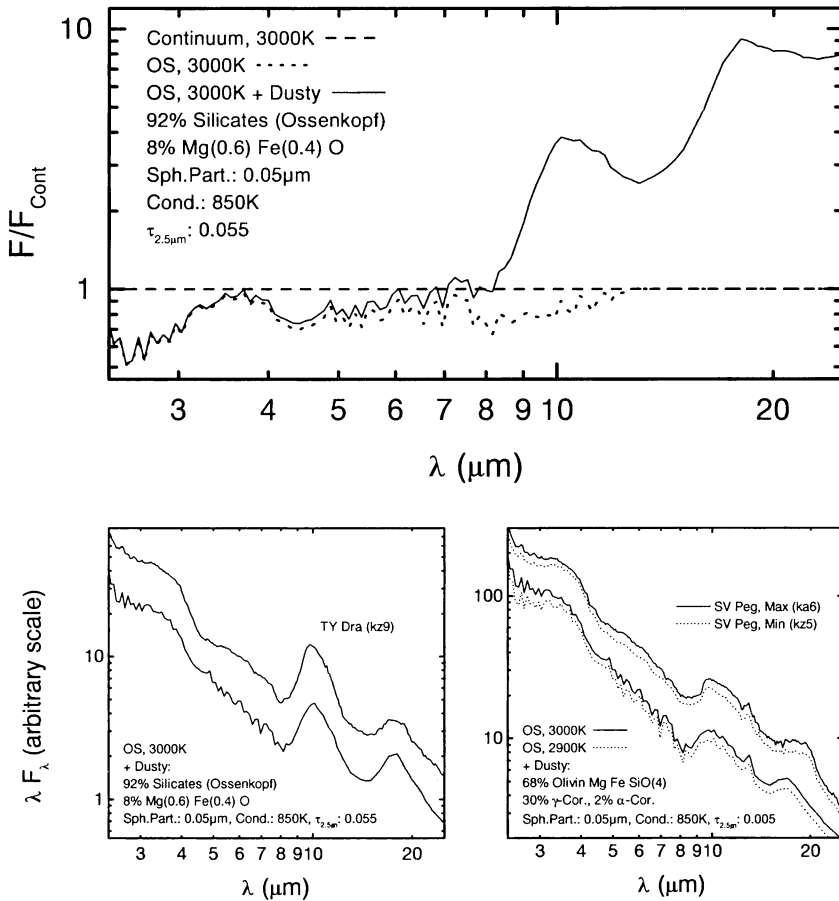 10
1
F/F_Cont
Continuum, 3000K
OS, 3000K
OS, 3000K + Dusty
92% Silicates (Ossenkopf)
8% Mg(0.6) Fe(0.4) O
Sph.Part.: 0.05μm
Cond.: 850K
τ_2.5μm: 0.055
3 4 5 6 7 8 9 10 20
λ (μm)
λ F_λ (arbitrary scale)
10
1
TY Dra (kz9)
OS, 3000K
+ Dusty:
92% Silicates (Ossenkopf)
8% Mg(0.6) Fe(0.4) O
Sph.Part.: 0.05μm, Cond.: 850K, τ_2.5μm: 0.055
3 4 5 6 7 8 9 10 20
λ (μm)
100
10
SV Peg, Max (ka6)
SV Peg, Min (kz5)
OS, 3000K
OS, 2900K
+ Dusty:
68% Olivin Mg Fe SiO(4)
30% γ-Cor., 2% α-Cor.
Sph.Part.: 0.05μm, Cond.: 850K, τ_2.5μm: 0.005
3 4 5 6 7 8 9 10 20
λ (μm)